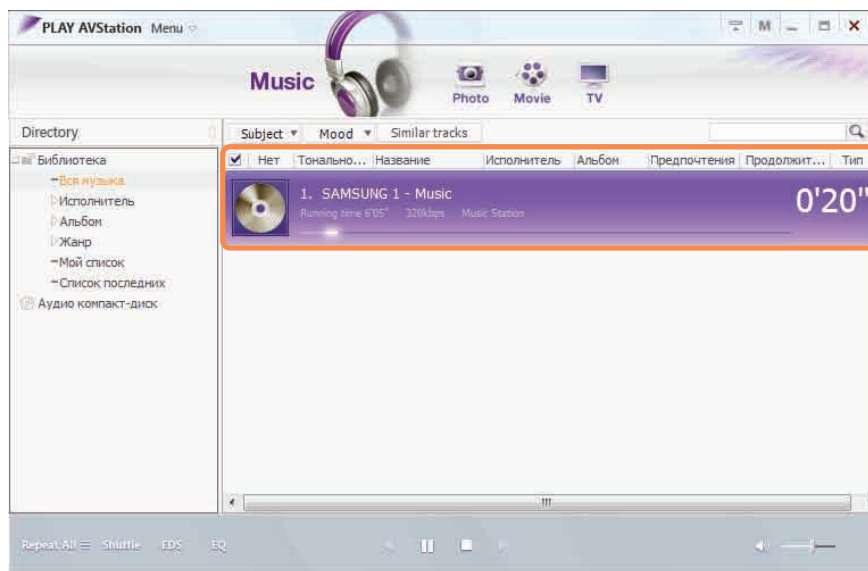 PLAY AVStation Menu
M
Music
Photo Movie TV
Directory
Subject Mood Similar tracks
Библиотека
Вся музыка
Исполнитель
Альбом
Жанр
Мой список
Список последних
Аудио компакт-диск
Нет Тонально... Название Исполнитель Альбом Предпочтения Продолжит... Тип
1. SAMSUNG 1 - Music
Running time 6'05" 320kbps Music Station
0'20"
Repeat All Shuffle EDS EQ